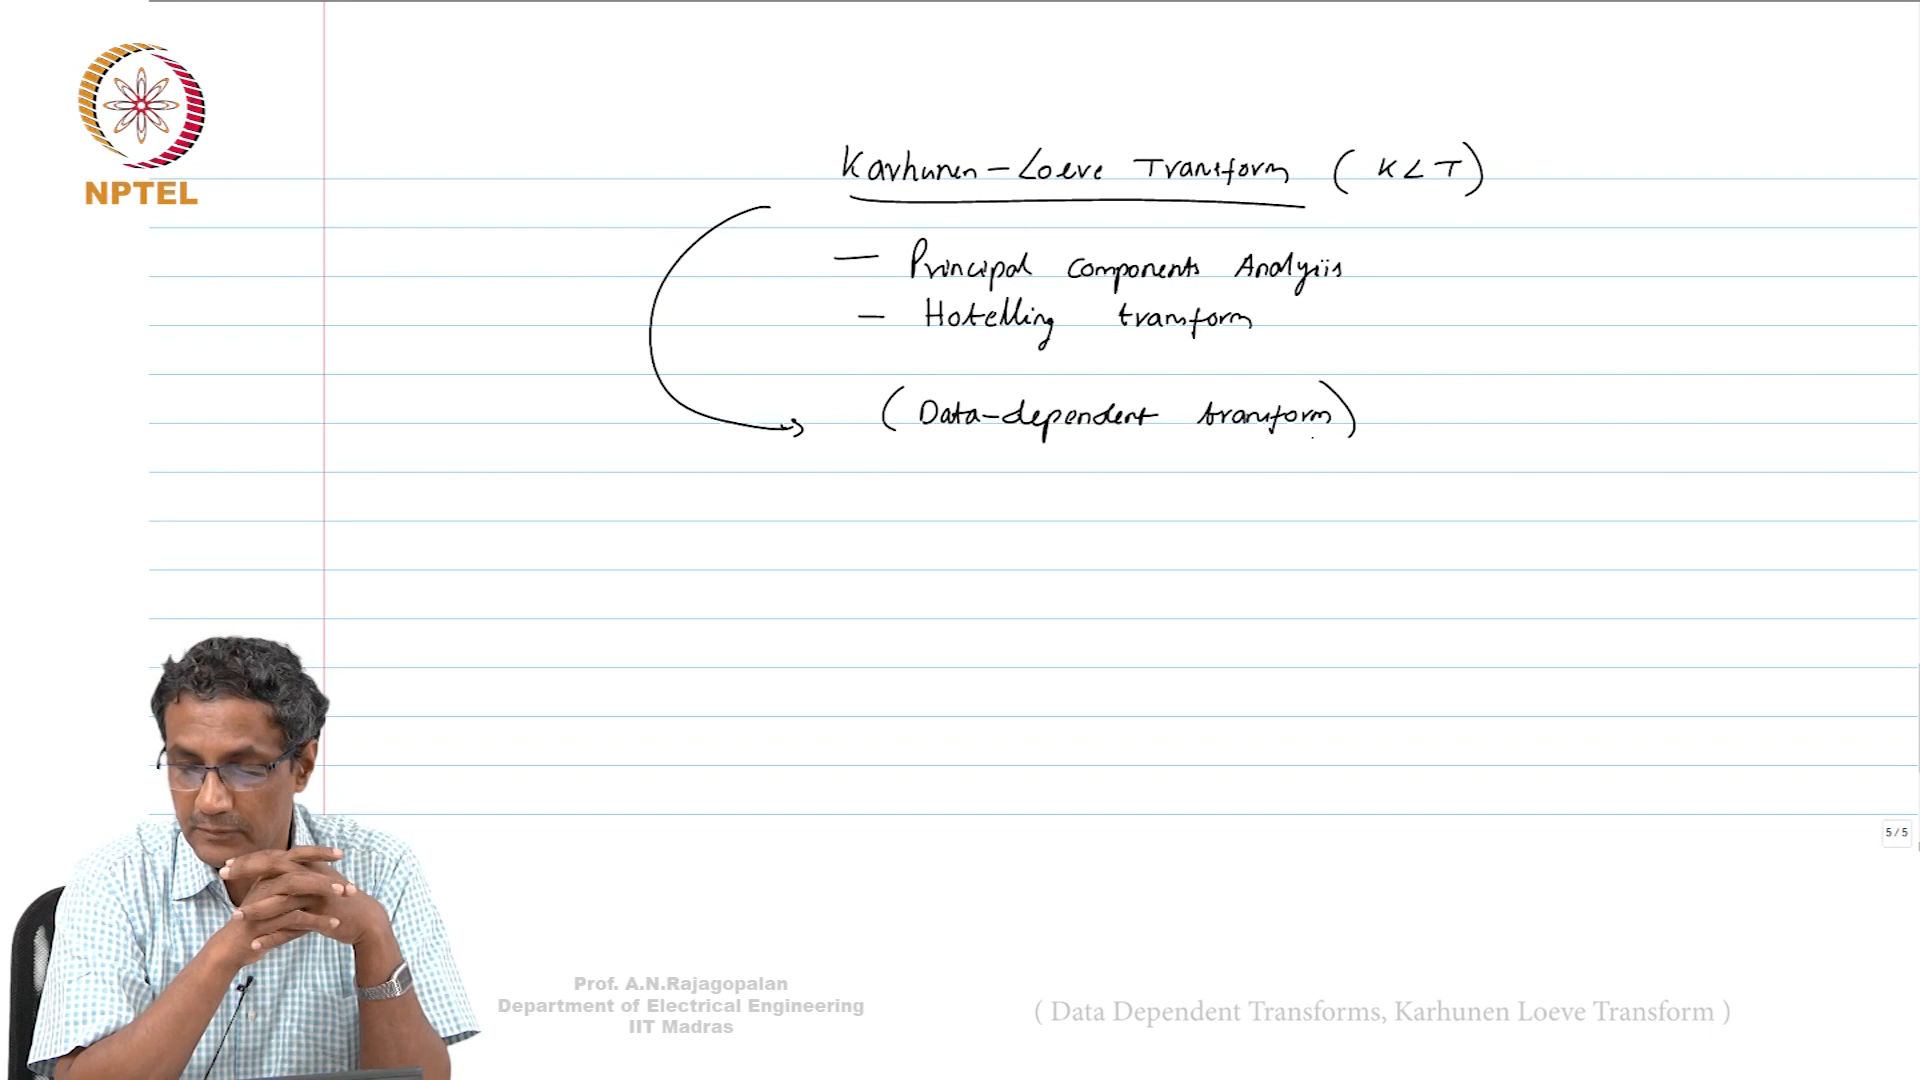 NPTEL
Karhunen-Loeve Transform ( KLT )
- Principal Components Analysis
- Hotelling transform
( Data-dependent transform )
5 / 5
Prof. A.N.Rajagopalan
Department of Electrical Engineering
IIT Madras
( Data Dependent Transforms, Karhunen Loeve Transform )